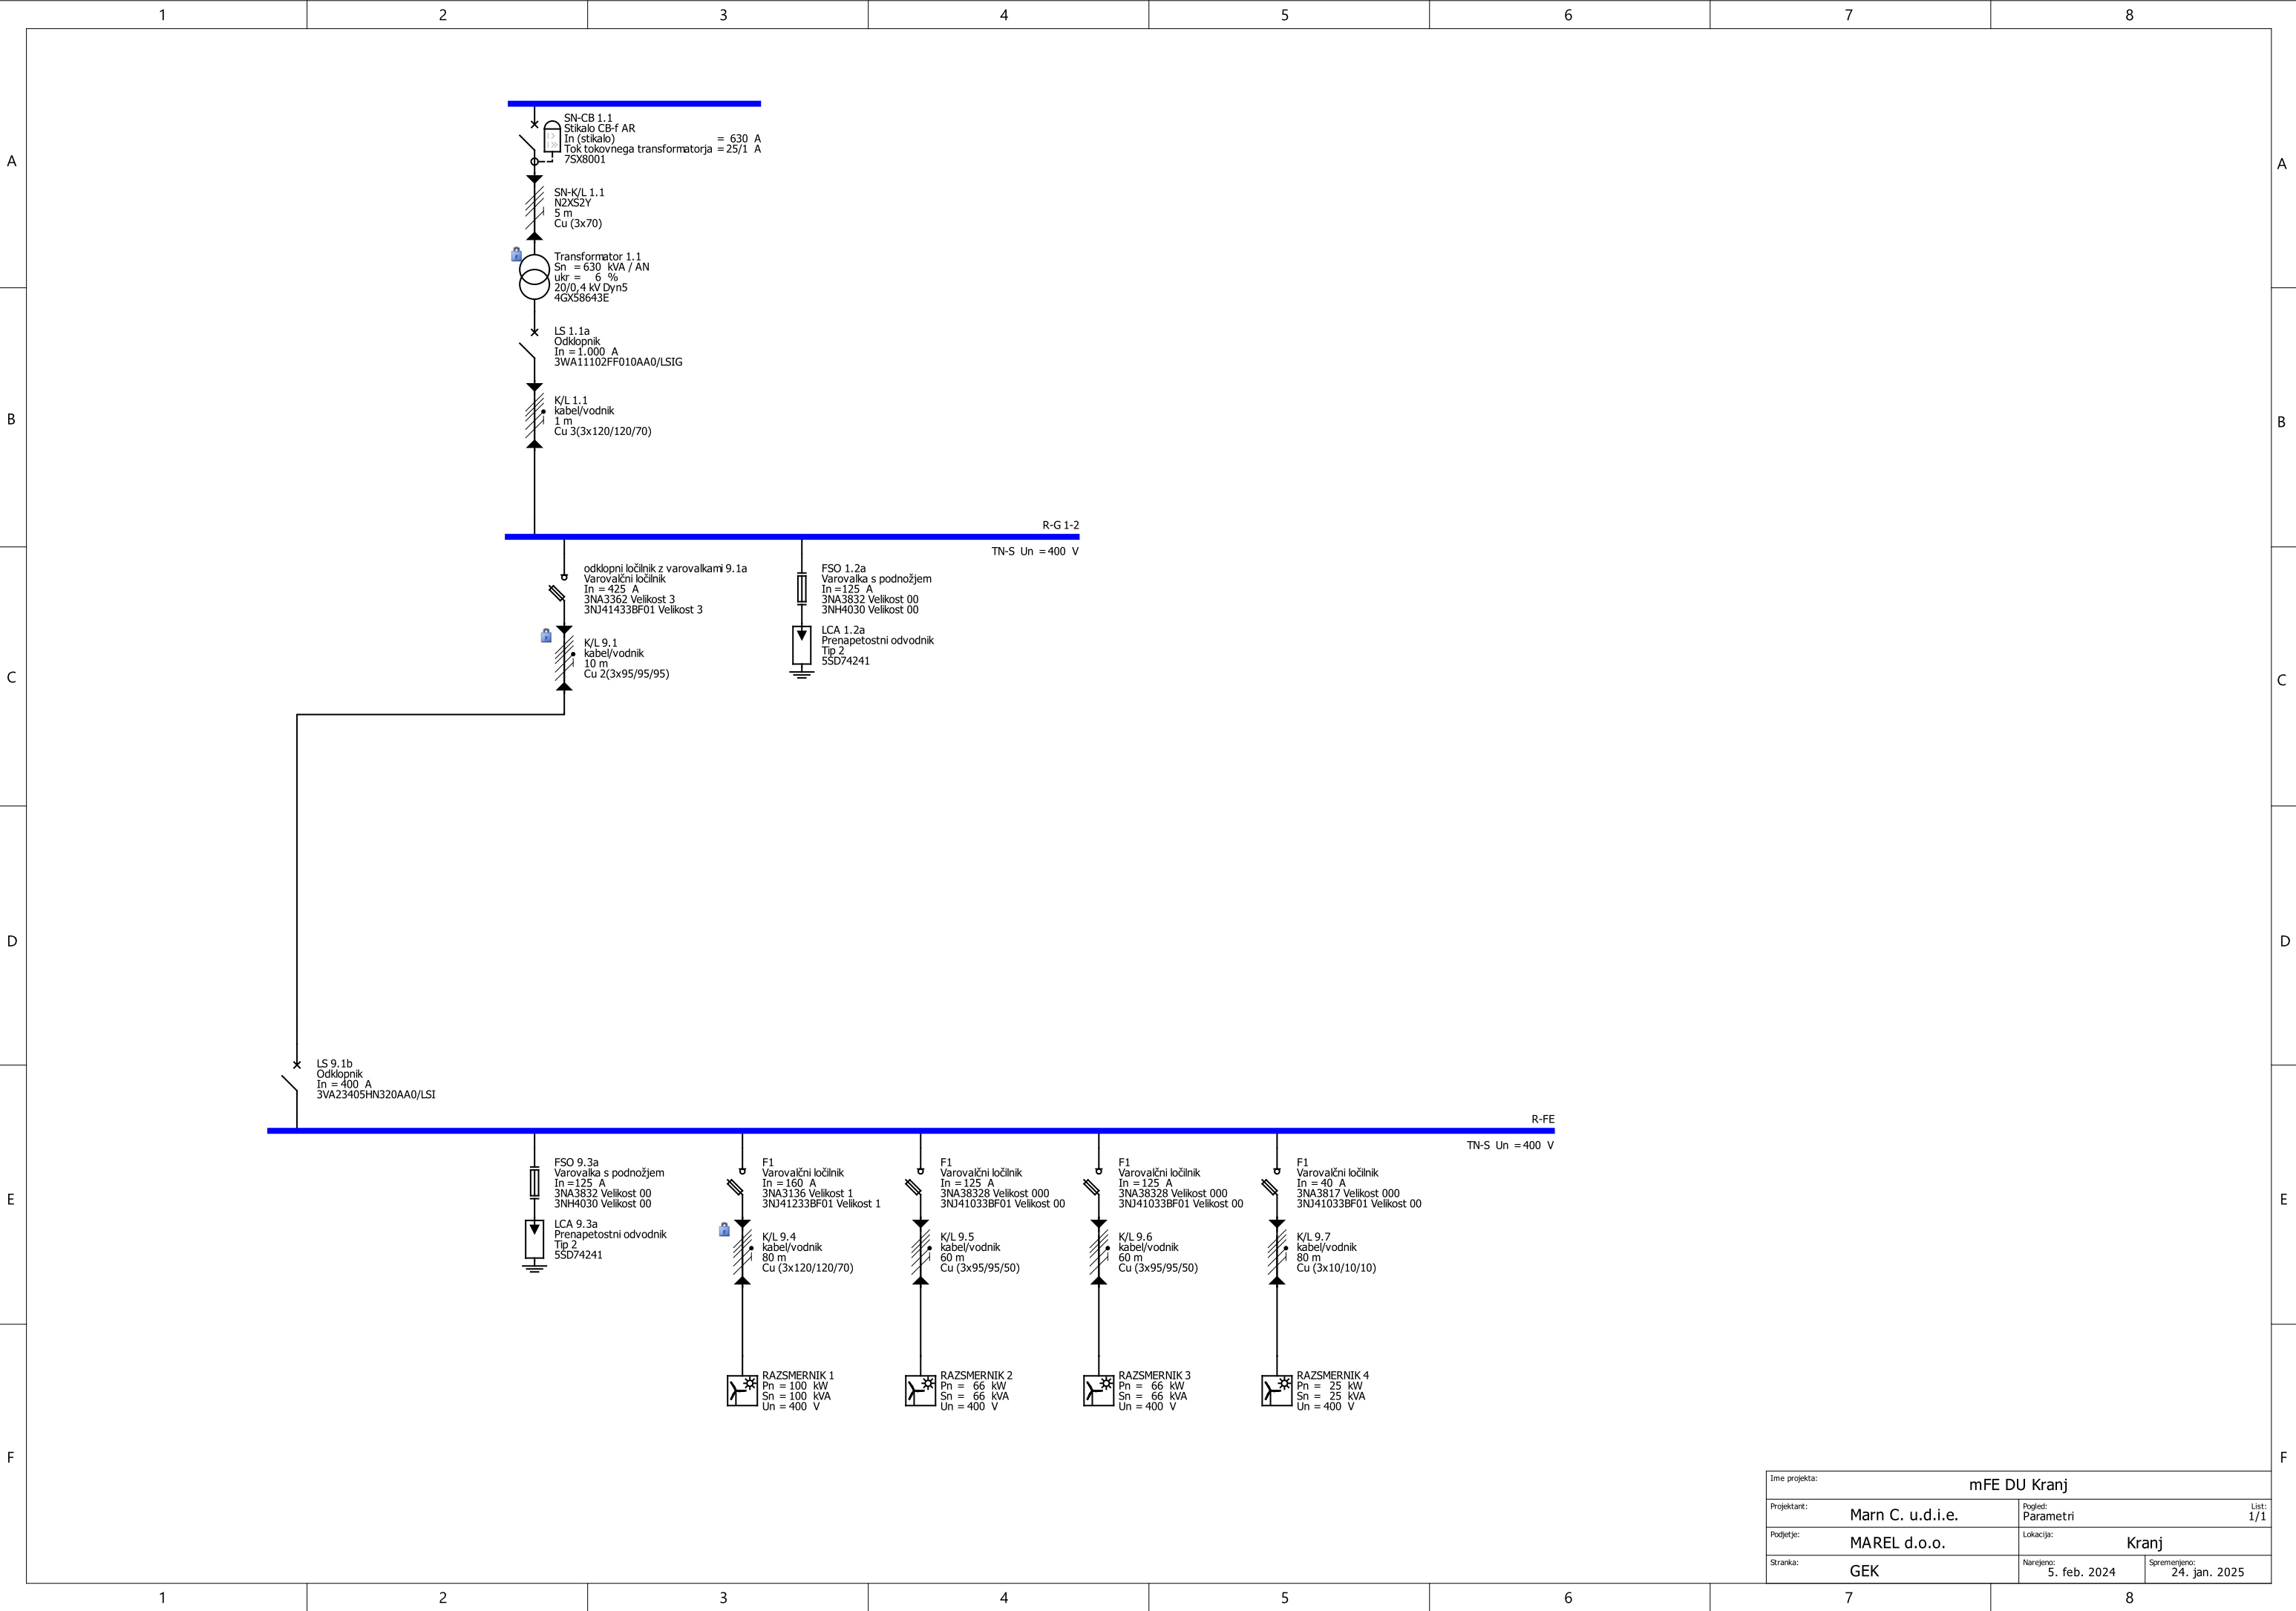 1 2 3 4 5 6 7 8
A A
B B
C C
D D
E E
F F
SN-CB 1.1
Stikalo CB-f AR
In (stikalo) = 630 A
Tok tokovnega transformatorja = 25/1 A
7SX8001
SN-K/L 1.1
N2XS2Y
5 m
Cu (3x70)
Transformator 1.1
Sn = 630 kVA / AN
ukr = 6 %
20/0,4 kV Dyn5
4GX58643E
LS 1.1a
Odklopnik
In = 1.000 A
3WA11102FF010AA0/LSIG
K/L 1.1
kabel/vodnik
1 m
Cu 3(3x120/120/70)
R-G 1-2
TN-S Un = 400 V
odklopni ločilnik z varovalkami 9.1a
Varovalčni ločilnik
In = 425 A
3NA3362 Velikost 3
3NJ41433BF01 Velikost 3
K/L 9.1
kabel/vodnik
10 m
Cu 2(3x95/95/95)
FSO 1.2a
Varovalka s podnožjem
In = 125 A
3NA3832 Velikost 00
3NH4030 Velikost 00
LCA 1.2a
Prenapetostni odvodnik
Tip 2
5SD74241
LS 9.1b
Odklopnik
In = 400 A
3VA23405HN320AA0/LSI
R-FE
TN-S Un = 400 V
FSO 9.3a
Varovalka s podnožjem
In = 125 A
3NA3832 Velikost 00
3NH4030 Velikost 00
LCA 9.3a
Prenapetostni odvodnik
Tip 2
5SD74241
F1
Varovalčni ločilnik
In = 160 A
3NA3136 Velikost 1
3NJ41233BF01 Velikost 1
K/L 9.4
kabel/vodnik
80 m
Cu (3x120/120/70)
RAZSMERNIK 1
Pn = 100 kW
Sn = 100 kVA
Un = 400 V
F1
Varovalčni ločilnik
In = 125 A
3NA38328 Velikost 000
3NJ41033BF01 Velikost 00
K/L 9.5
kabel/vodnik
60 m
Cu (3x95/95/50)
RAZSMERNIK 2
Pn = 66 kW
Sn = 66 kVA
Un = 400 V
F1
Varovalčni ločilnik
In = 125 A
3NA38328 Velikost 000
3NJ41033BF01 Velikost 00
K/L 9.6
kabel/vodnik
60 m
Cu (3x95/95/50)
RAZSMERNIK 3
Pn = 66 kW
Sn = 66 kVA
Un = 400 V
F1
Varovalčni ločilnik
In = 40 A
3NA3817 Velikost 000
3NJ41033BF01 Velikost 00
K/L 9.7
kabel/vodnik
80 m
Cu (3x10/10/10)
RAZSMERNIK 4
Pn = 25 kW
Sn = 25 kVA
Un = 400 V
Ime projekta: mFE DU Kranj
Projektant: Marn C. u.d.i.e.
Pogled: Parametri
List: 1/1
Podjetje: MAREL d.o.o.
Lokacija: Kranj
Stranka: GEK
Narejeno: 5. feb. 2024
Spremenjeno: 24. jan. 2025
1 2 3 4 5 6 7 8